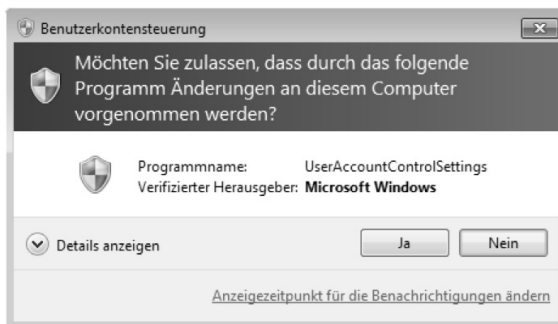 Benutzerkontensteuerung
Möchten Sie zulassen, dass durch das folgende
Programm Änderungen an diesem Computer
vorgenommen werden?
Programmname: UserAccountControlSettings
Verifizierter Herausgeber: Microsoft Windows
Details anzeigen
Ja
Nein
Anzeigezeitpunkt für die Benachrichtigungen ändern